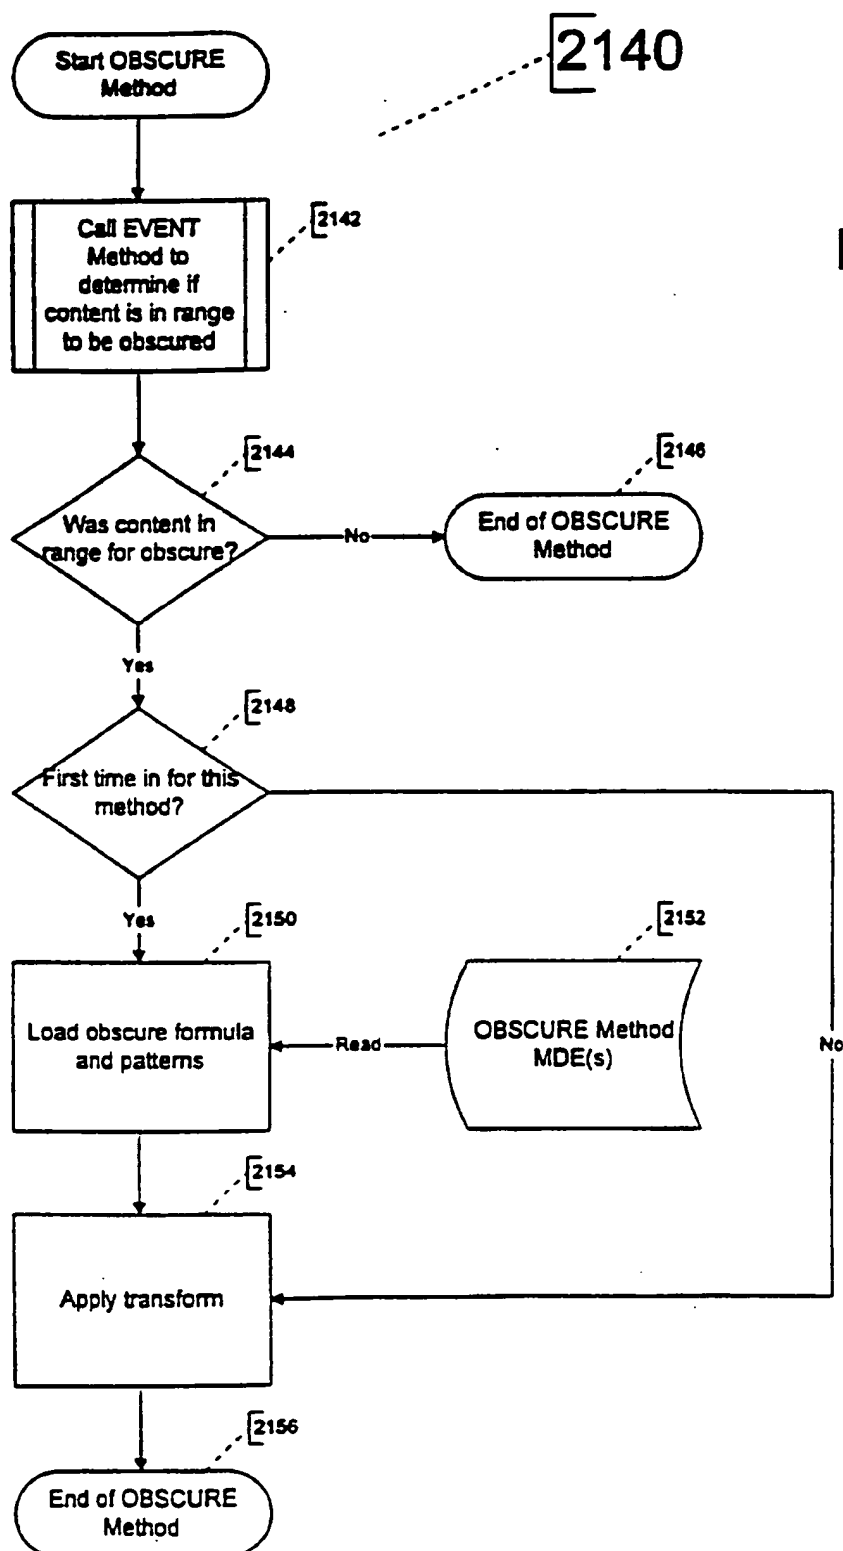 2140
Start OBSCURE
Method
2142
Call EVENT
Method to
determine if
content is in range
to be obscured
2144
2146
Was content in
range for obscure?
No
End of OBSCURE
Method
Yes
2148
First time in for this
method?
Yes
2150
2152
Load obscure formula
and patterns
Read
OBSCURE Method
MDE(s)
No
2154
Apply transform
2156
End of OBSCURE
Method